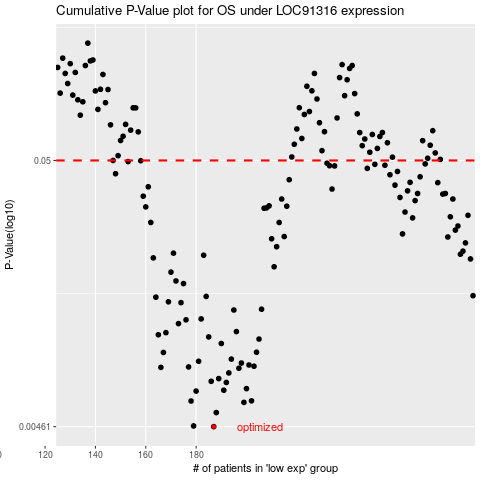 Cumulative P-Value plot for OS under LOC91316 expression
P-Value(log10)
0.05
0.00461
optimized
0
120
140
160
180
# of patients in 'low exp' group